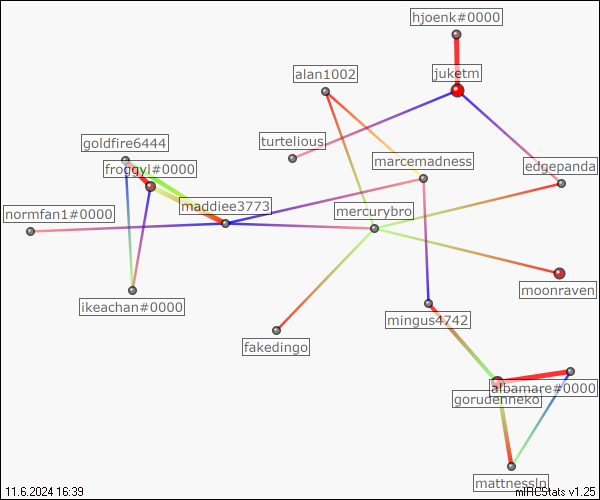 hjoenk#0000
juketm
alan1002
turtelious
goldfire6444
marcemadness
froggyl#0000
edgepanda
maddiee3773
normfan1#0000
mercurybro
moonraven
ikeachan#0000
mingus4742
fakedingo
albamare#0000
gorudenneko
mattnesslp
11.6.2024 16:39
mIRCStats v1.25